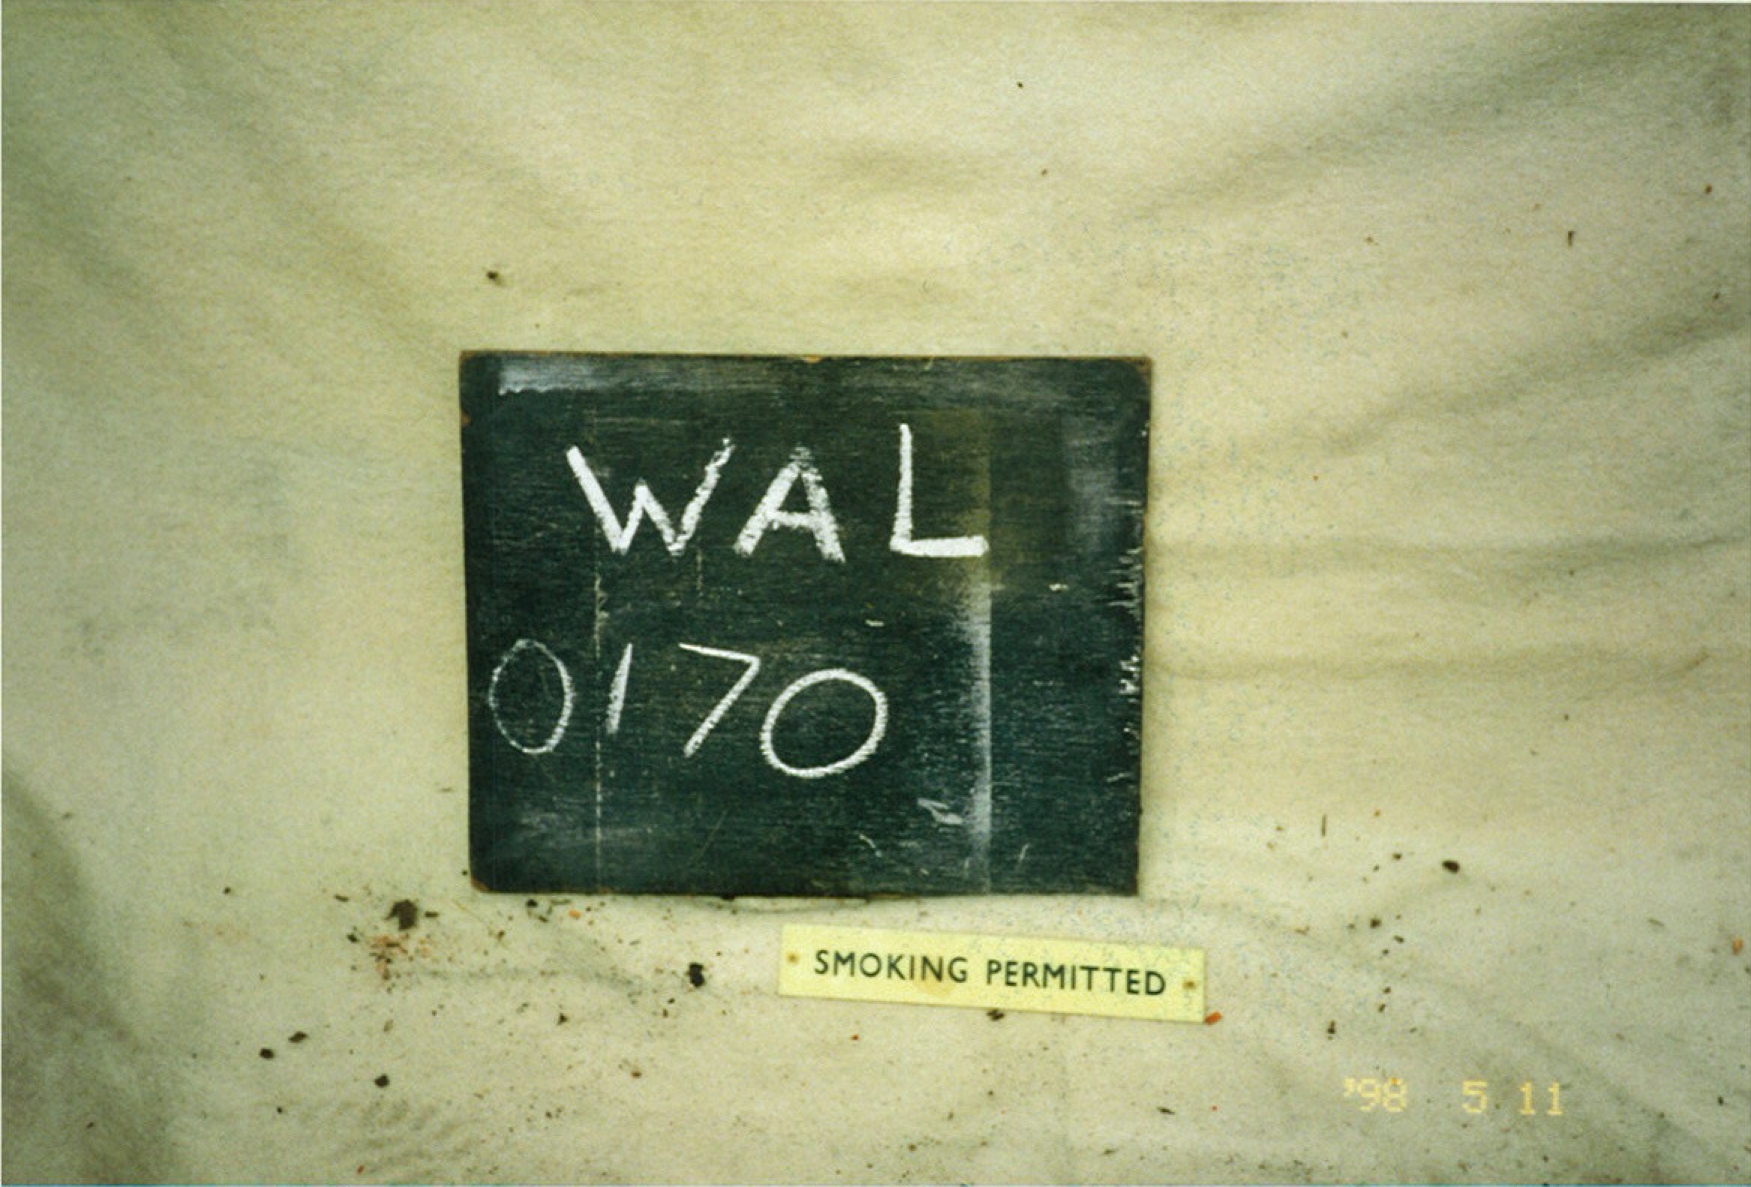 WAL
0170
SMOKING PERMITTED
'98 5 11